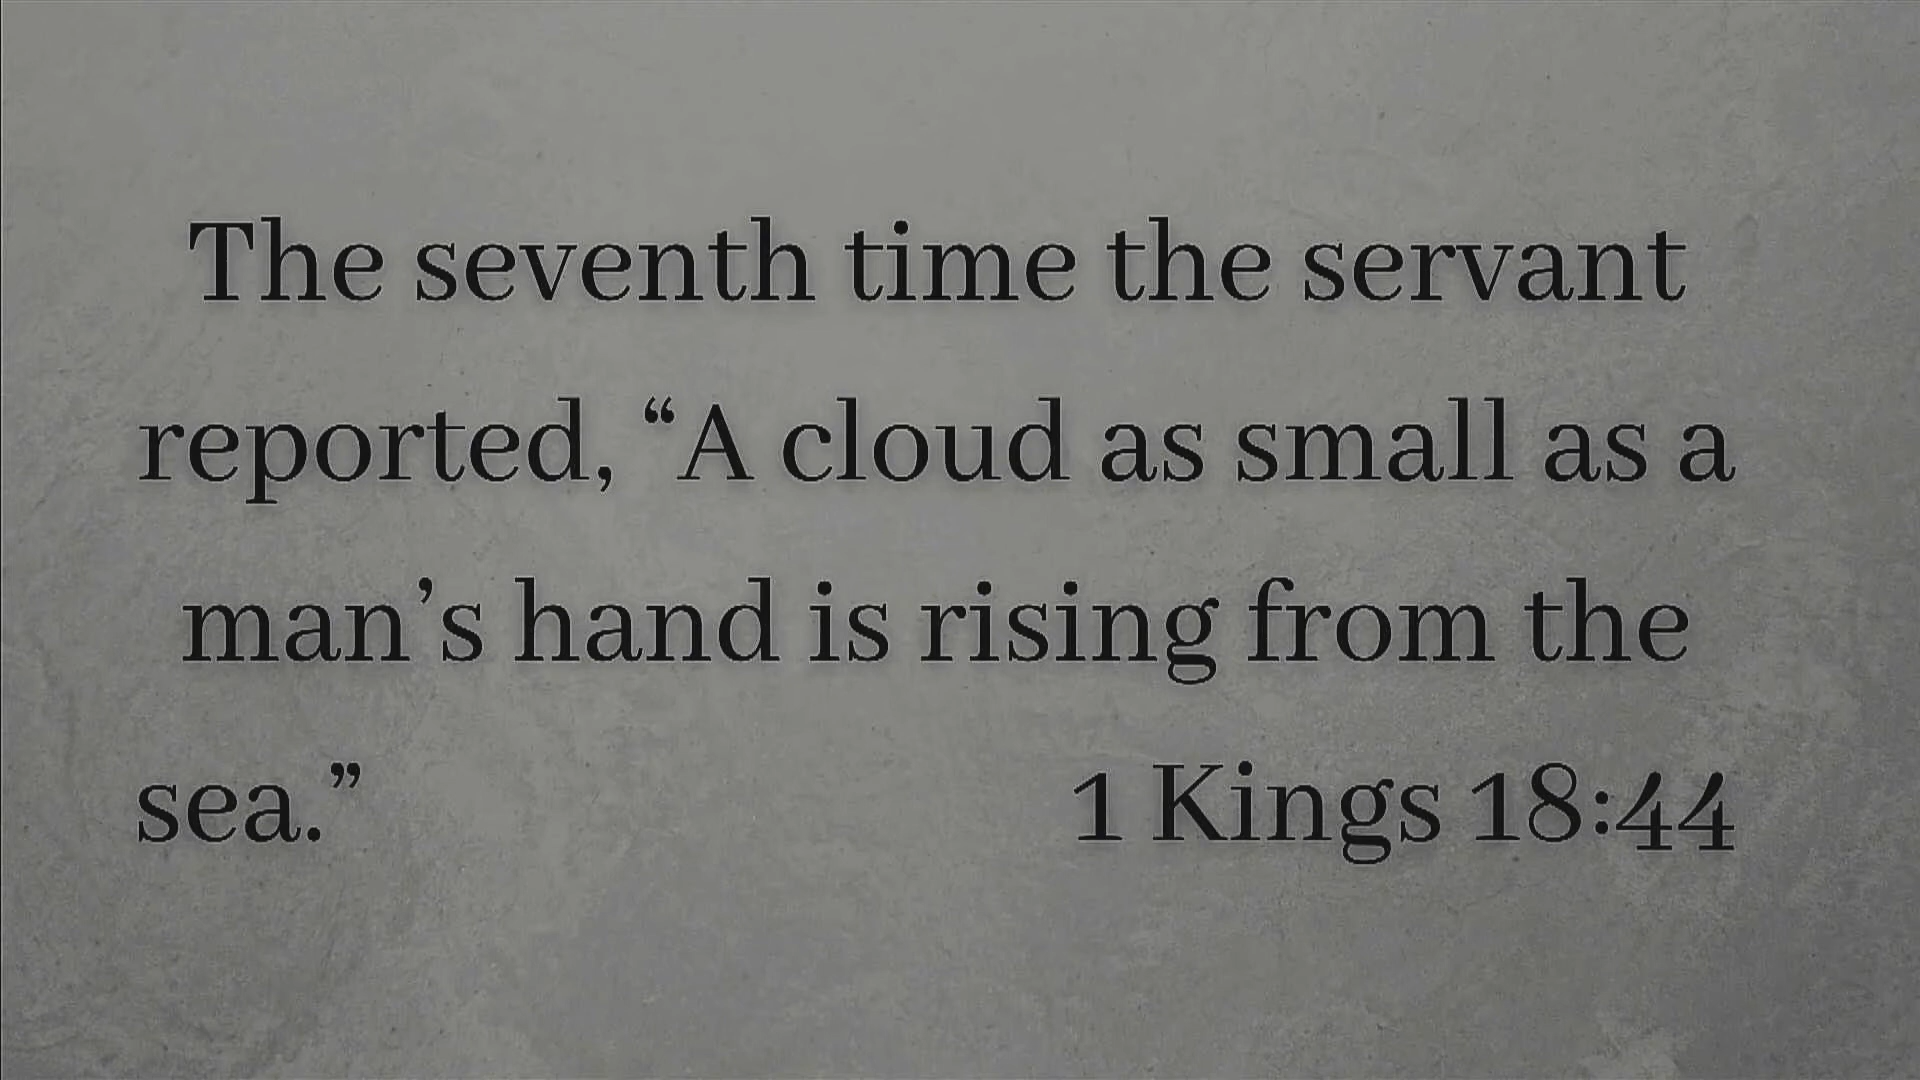 The seventh time the servant
reported, “A cloud as small as a
man’s hand is rising from the
sea.” 1 Kings 18:44